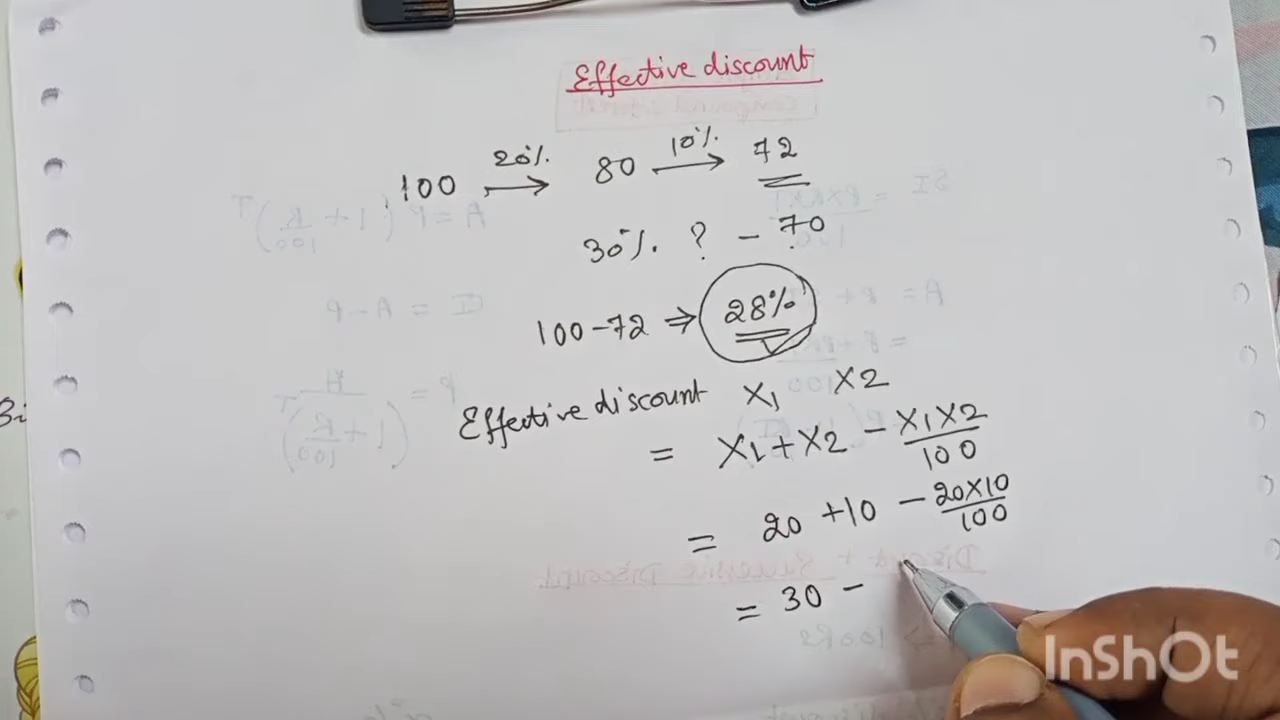 Effective discount
100 —20%→ 80 —10%→ 72
30%. ? - 70
100-72 ⇒ 28%
Effective discount X1 X2
= X1 + X2 - X1X2/100
= 20 + 10 - 20×10/100
= 30 -
InShOt